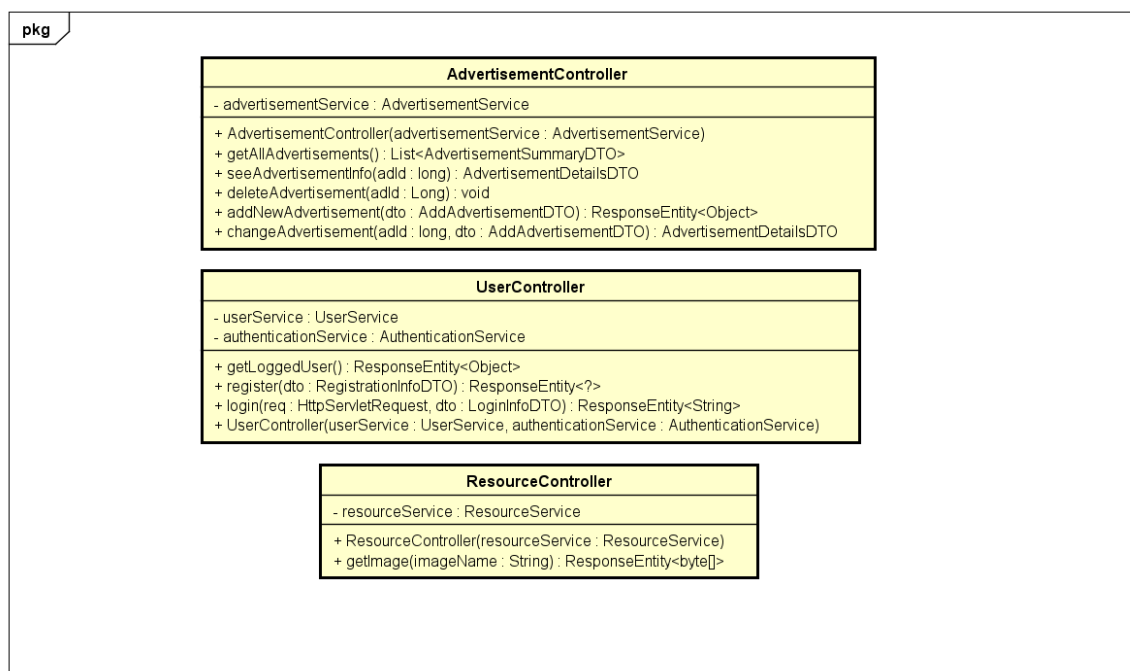 pkg
AdvertisementController
- advertisementService : AdvertisementService
+ AdvertisementController(advertisementService : AdvertisementService)
+ getAllAdvertisements() : List<AdvertisementSummaryDTO>
+ seeAdvertisementInfo(adId : long) : AdvertisementDetailsDTO
+ deleteAdvertisement(adId : Long) : void
+ addNewAdvertisement(dto : AddAdvertisementDTO) : ResponseEntity<Object>
+ changeAdvertisement(adId : long, dto : AddAdvertisementDTO) : AdvertisementDetailsDTO
UserController
- userService : UserService
- authenticationService : AuthenticationService
+ getLoggedUser() : ResponseEntity<Object>
+ register(dto : RegistrationInfoDTO) : ResponseEntity<?>
+ login(req : HttpServletRequest, dto : LoginInfoDTO) : ResponseEntity<String>
+ UserController(userService : UserService, authenticationService : AuthenticationService)
ResourceController
- resourceService : ResourceService
+ ResourceController(resourceService : ResourceService)
+ getImage(imageName : String) : ResponseEntity<byte[]>